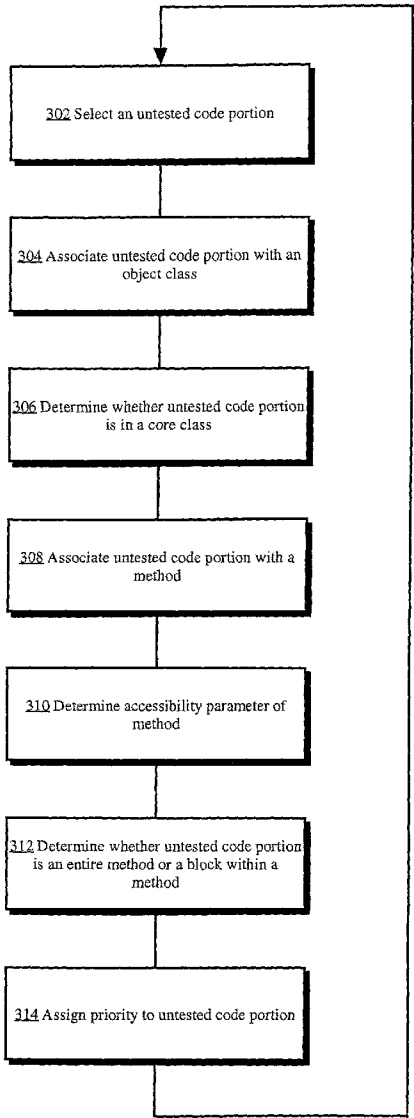 302 Select an untested code portion
304 Associate untested code portion with an
object class
306 Determine whether untested code portion
is in a core class
308 Associate untested code portion with a
method
310 Determine accessibility parameter of
method
312 Determine whether untested code portion
is an entire method or a block within a
method
314 Assign priority to untested code portion